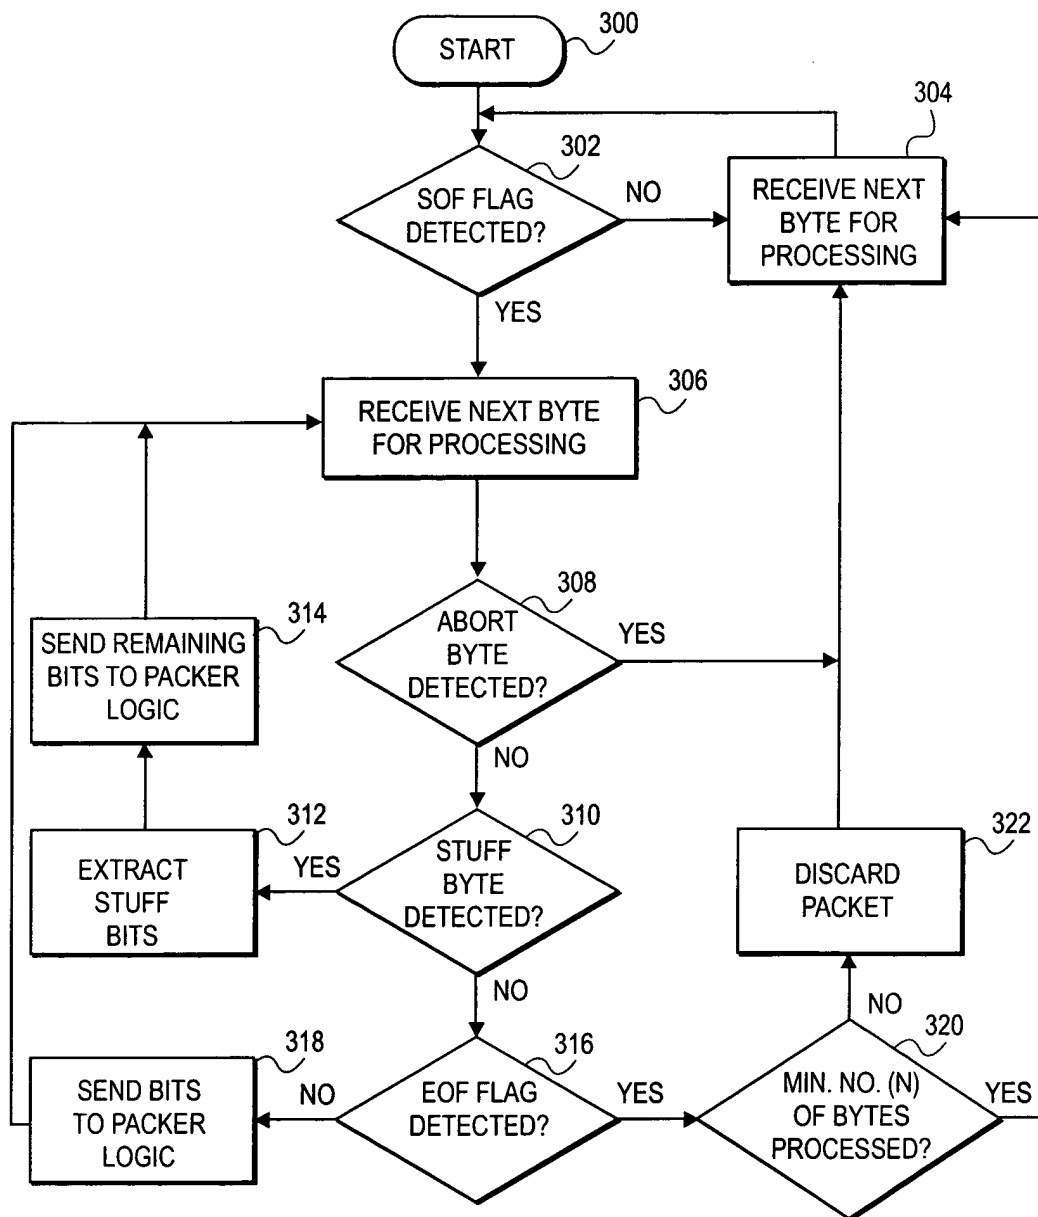 START
300
304
302
SOF FLAG
DETECTED?
NO
RECEIVE NEXT
BYTE FOR
PROCESSING
YES
306
RECEIVE NEXT BYTE
FOR PROCESSING
308
ABORT
BYTE
DETECTED?
YES
314
SEND REMAINING
BITS TO PACKER
LOGIC
NO
312
310
322
EXTRACT
STUFF
BITS
YES
STUFF
BYTE
DETECTED?
DISCARD
PACKET
NO
NO
318
316
320
SEND BITS
TO PACKER
LOGIC
NO
EOF FLAG
DETECTED?
YES
MIN. NO. (N)
OF BYTES
PROCESSED?
YES